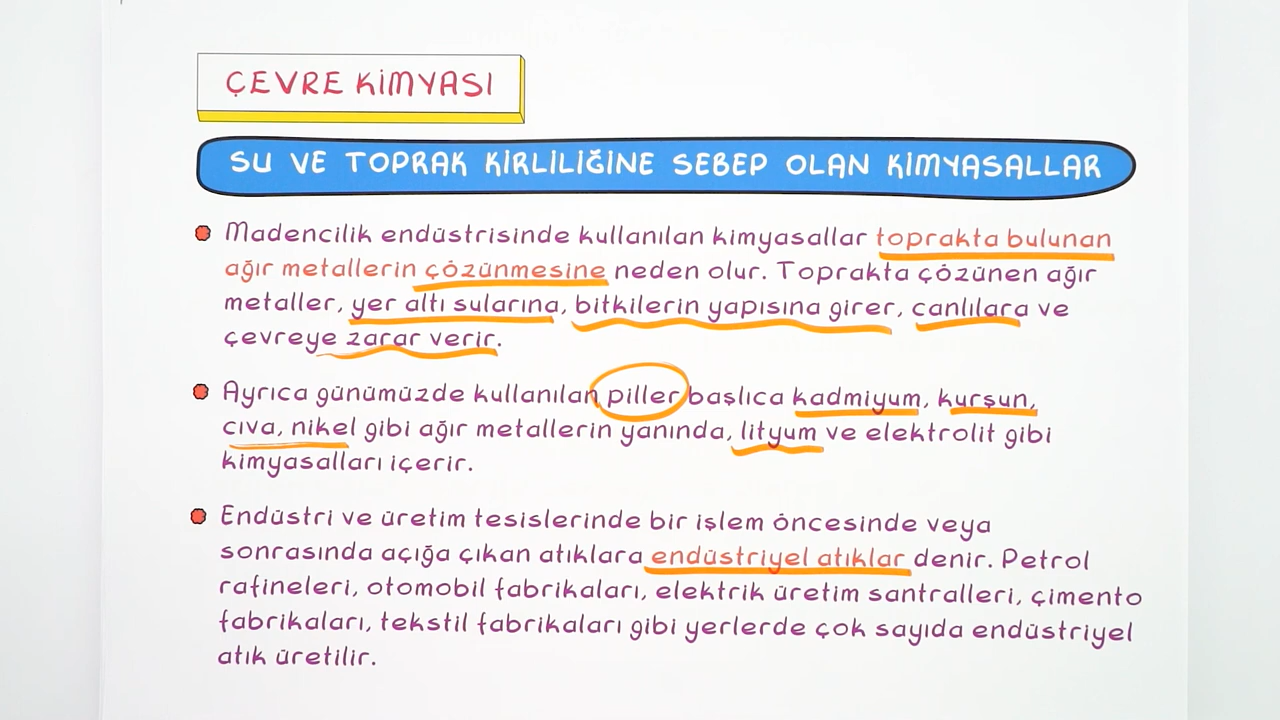 ÇEVRE KİMYASI
SU VE TOPRAK KİRLİLİĞİNE SEBEP OLAN KİMYASALLAR
Madencilik endüstrisinde kullanılan kimyasallar toprakta bulunan
ağır metallerin çözünmesine neden olur. Toprakta çözünen ağır
metaller, yer altı sularına, bitkilerin yapısına girer, canlılara ve
çevreye zarar verir.
Ayrıca günümüzde kullanılan piller başlıca kadmiyum, kurşun,
cıva, nikel gibi ağır metallerin yanında, lityum ve elektrolit gibi
kimyasalları içerir.
Endüstri ve üretim tesislerinde bir işlem öncesinde veya
sonrasında açığa çıkan atıklara endüstriyel atıklar denir. Petrol
rafineleri, otomobil fabrikaları, elektrik üretim santralleri, çimento
fabrikaları, tekstil fabrikaları gibi yerlerde çok sayıda endüstriyel
atık üretilir.